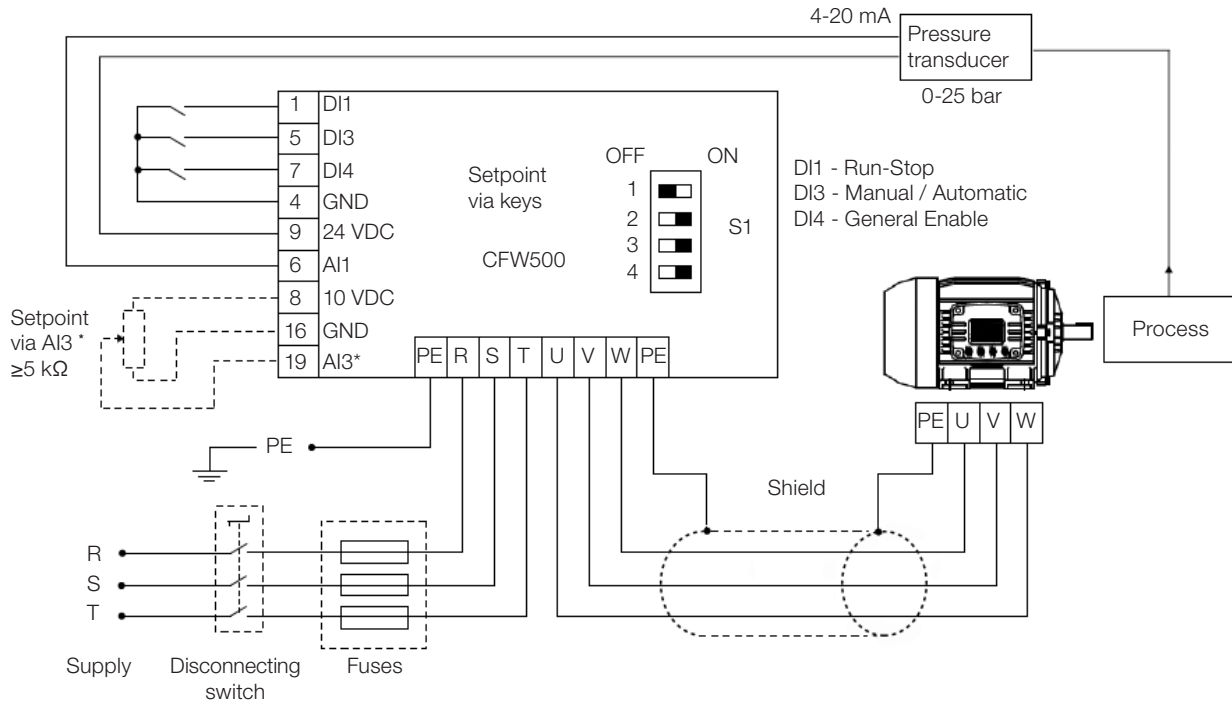 4-20 mA
Pressure
transducer
0-25 bar
1 DI1
5 DI3
7 DI4
4 GND
9 24 VDC
6 AI1
8 10 VDC
16 GND
19 AI3*
Setpoint
via keys
CFW500
OFF ON
1
2
3
4
S1
DI1 - Run-Stop
DI3 - Manual / Automatic
DI4 - General Enable
Process
Setpoint
via AI3 *
≥5 kΩ
PE R S T U V W PE
PE U V W
PE
Shield
R
S
T
Supply
Disconnecting
switch
Fuses